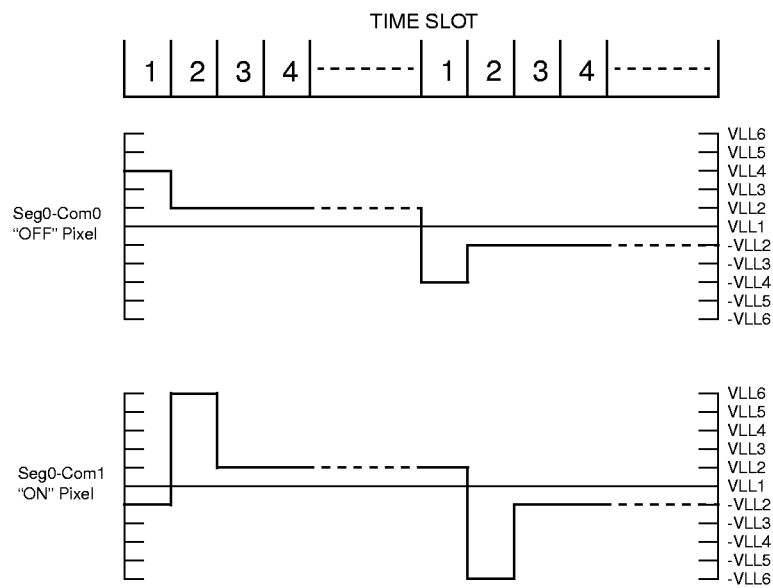 TIME SLOT
1 2 3 4 1 2 3 4
VLL6
VLL5
VLL4
VLL3
VLL2
VLL1
-VLL2
-VLL3
-VLL4
-VLL5
-VLL6
Seg0-Com0
“OFF” Pixel
VLL6
VLL5
VLL4
VLL3
VLL2
VLL1
-VLL2
-VLL3
-VLL4
-VLL5
-VLL6
Seg0-Com1
“ON” Pixel